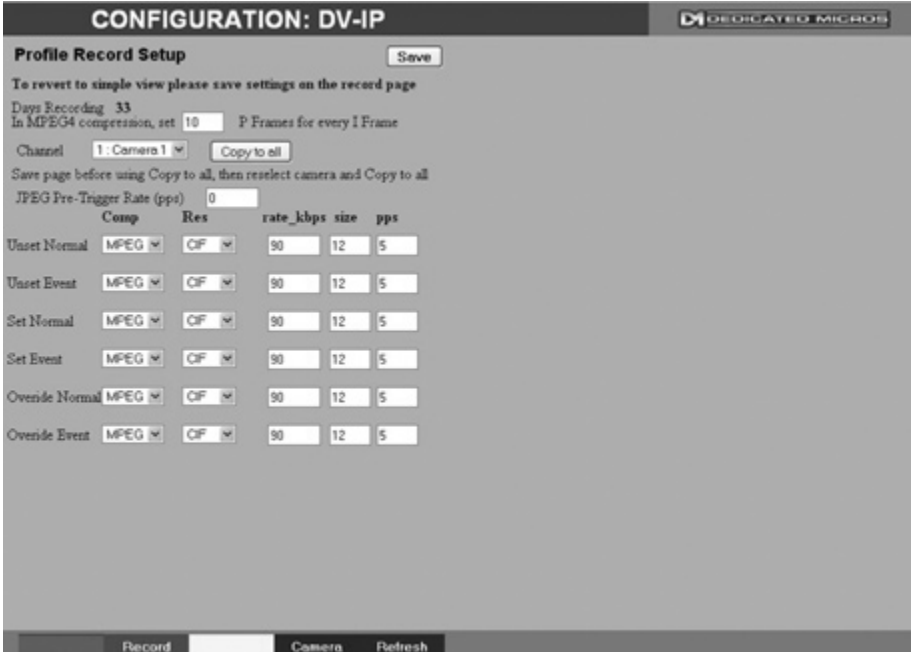 CONFIGURATION: DV-IP
DEDICATED MICROS
Profile Record Setup
Save
To revert to simple view please save settings on the record page
Days Recording 33
In MPEG4 compression, set 10 P Frames for every I Frame
Channel 1 : Camera 1 Copy to all
Save page before using Copy to all, then reselect camera and Copy to all
JPEG Pre-Trigger Rate (pps) 0
Comp Res rate_kbps size pps
Unset Normal MPEG CIF 90 12 5
Unset Event MPEG CIF 90 12 5
Set Normal MPEG CIF 90 12 5
Set Event MPEG CIF 90 12 5
Overide Normal MPEG CIF 90 12 5
Overide Event MPEG CIF 90 12 5
Record Camera Refresh